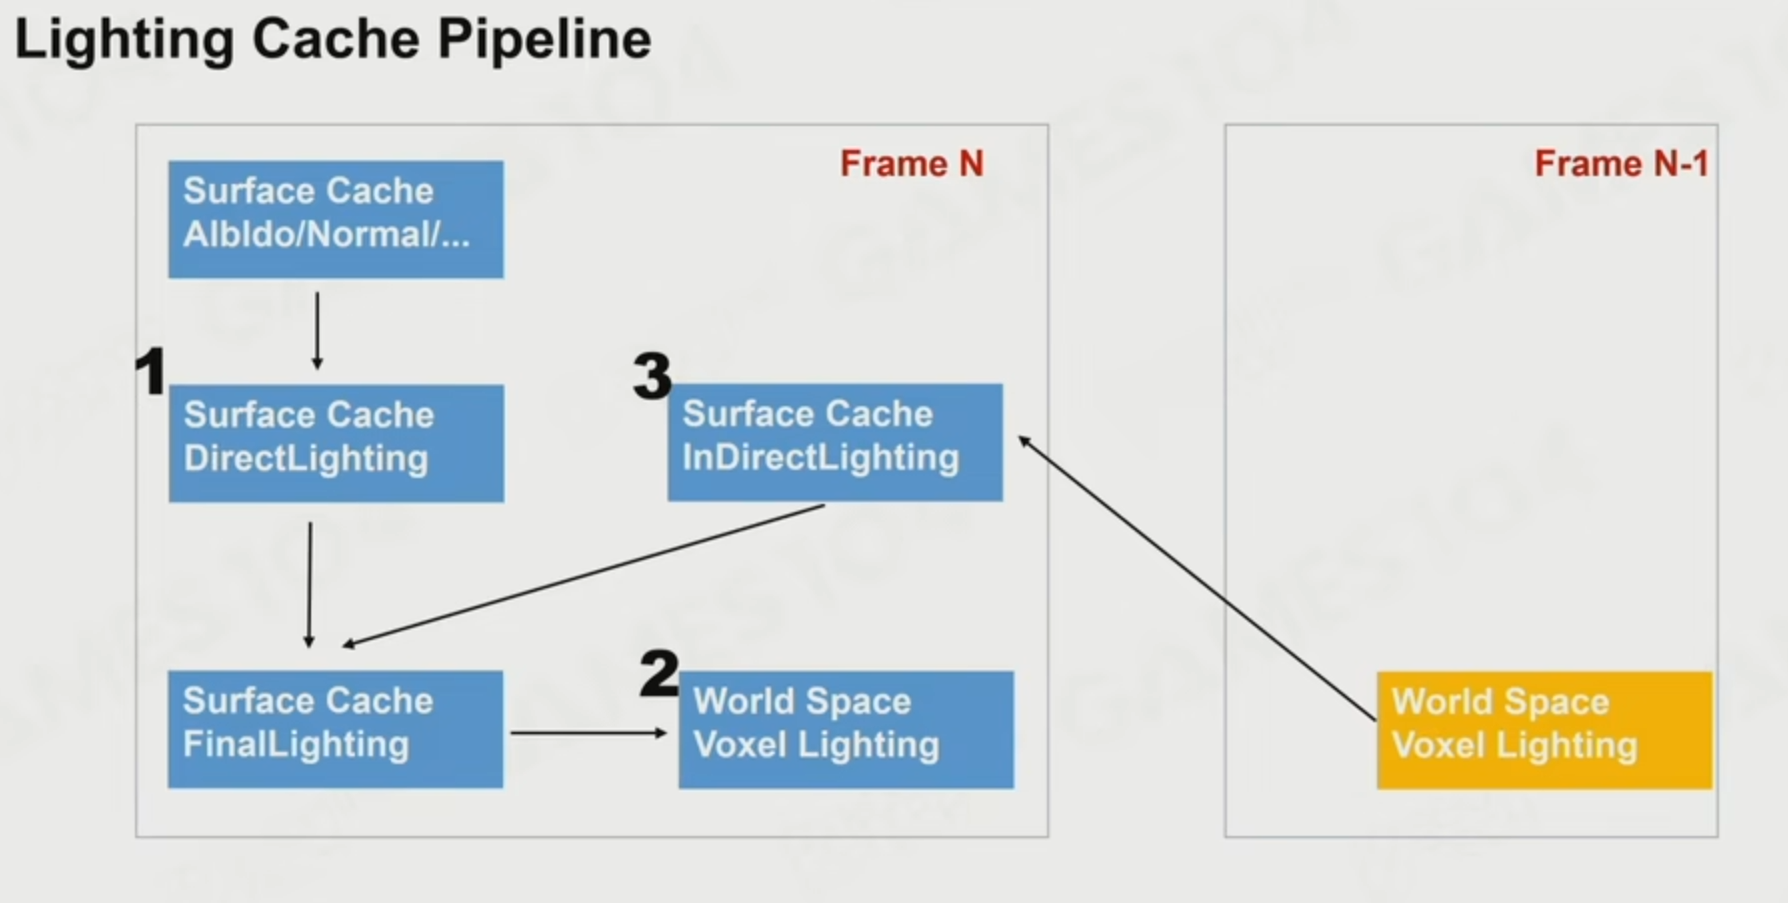 Lighting Cache Pipeline
Frame N
Frame N-1
Surface Cache
Albldo/Normal/...
1
Surface Cache
DirectLighting
3
Surface Cache
InDirectLighting
Surface Cache
FinalLighting
2
World Space
Voxel Lighting
World Space
Voxel Lighting
GAMES104